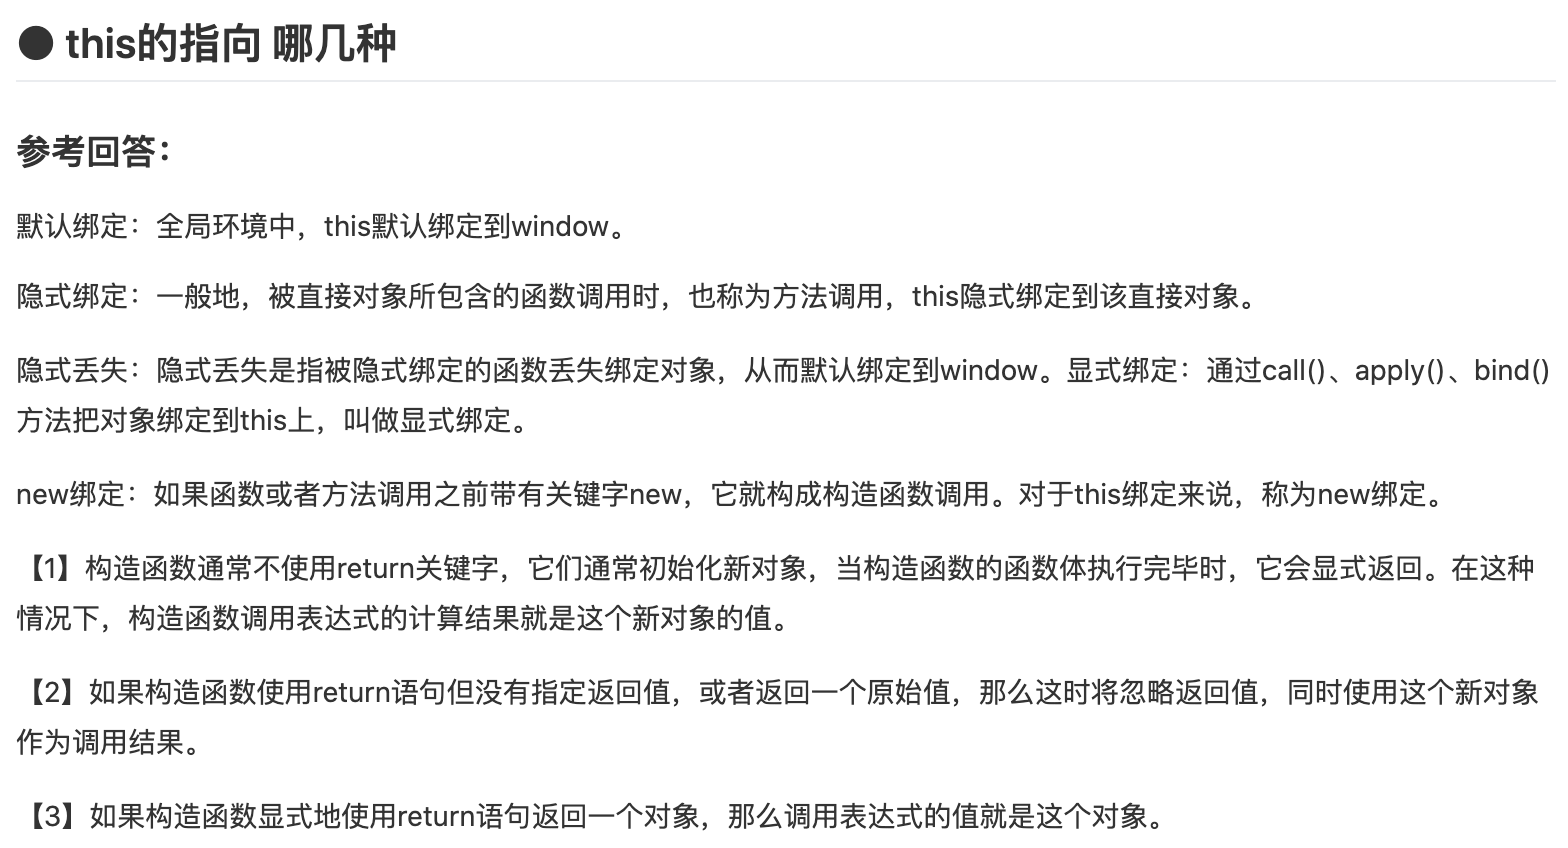 ● this的指向 哪几种
参考回答：
默认绑定：全局环境中，this默认绑定到window。
隐式绑定：一般地，被直接对象所包含的函数调用时，也称为方法调用，this隐式绑定到该直接对象。
隐式丢失：隐式丢失是指被隐式绑定的函数丢失绑定对象，从而默认绑定到window。显式绑定：通过call()、apply()、bind()
方法把对象绑定到this上，叫做显式绑定。
new绑定：如果函数或者方法调用之前带有关键字new，它就构成构造函数调用。对于this绑定来说，称为new绑定。
【1】构造函数通常不使用return关键字，它们通常初始化新对象，当构造函数的函数体执行完毕时，它会显式返回。在这种
情况下，构造函数调用表达式的计算结果就是这个新对象的值。
【2】如果构造函数使用return语句但没有指定返回值，或者返回一个原始值，那么这时将忽略返回值，同时使用这个新对象
作为调用结果。
【3】如果构造函数显式地使用return语句返回一个对象，那么调用表达式的值就是这个对象。